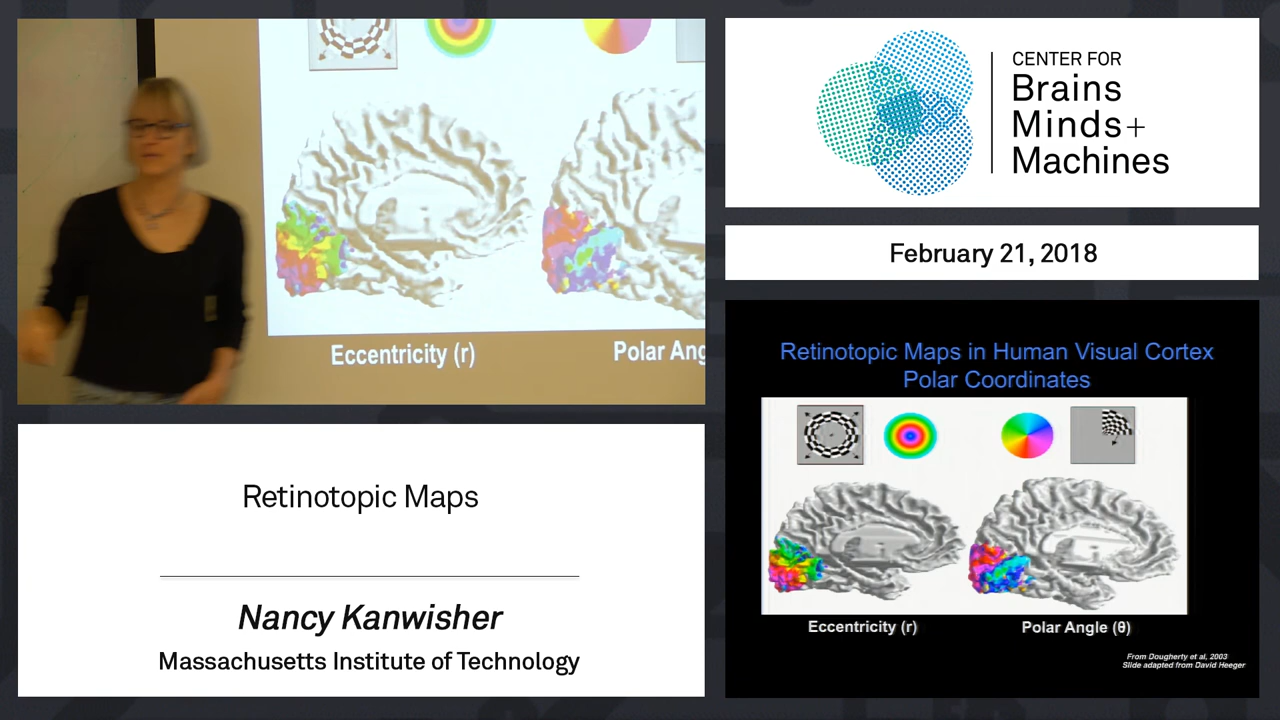 Eccentricity (r)
Polar Ang
CENTER FOR
Brains
Minds+
Machines
February 21, 2018
Retinotopic Maps
Nancy Kanwisher
Massachusetts Institute of Technology
Retinotopic Maps in Human Visual Cortex
Polar Coordinates
Eccentricity (r)
Polar Angle (θ)
From Dougherty et al, 2003
Slide adapted from David Heeger